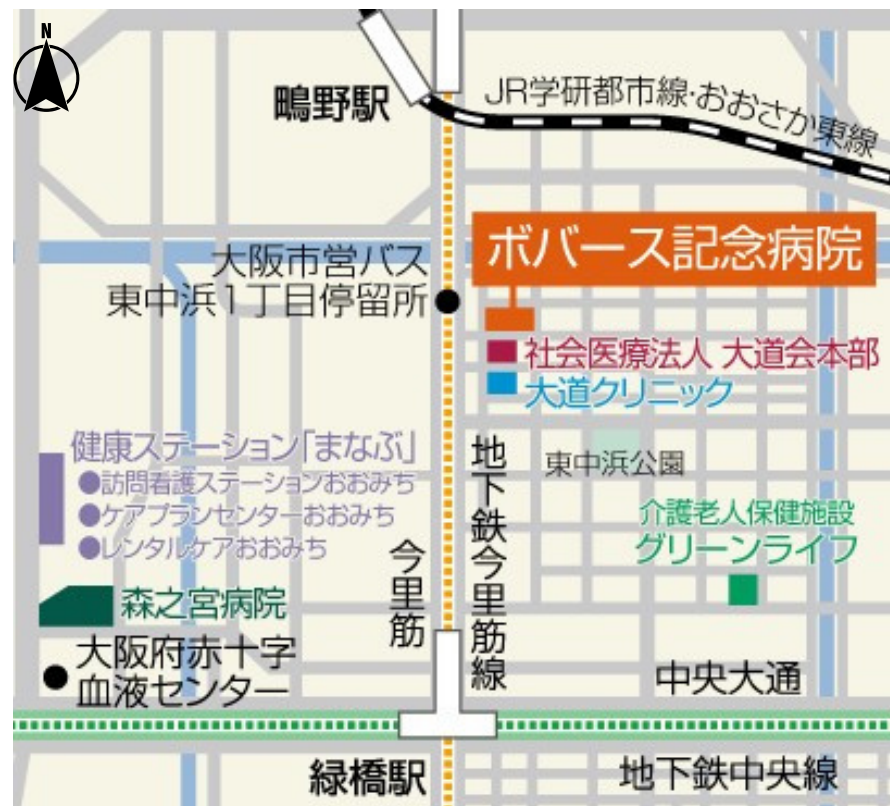 N
鴫野駅
JR学研都市線・おおさか東線
ボバース記念病院
大阪市営バス
東中浜1丁目停留所
社会医療法人 大道会本部
大道クリニック
健康ステーション「まなぶ」
●訪問看護ステーションおおみち
●ケアプランセンターおおみち
●レンタルケアおおみち
東中浜公園
地下鉄今里筋線
今里筋
介護老人保健施設
グリーンライフ
森之宮病院
大阪府赤十字
血液センター
中央大通
緑橋駅
地下鉄中央線